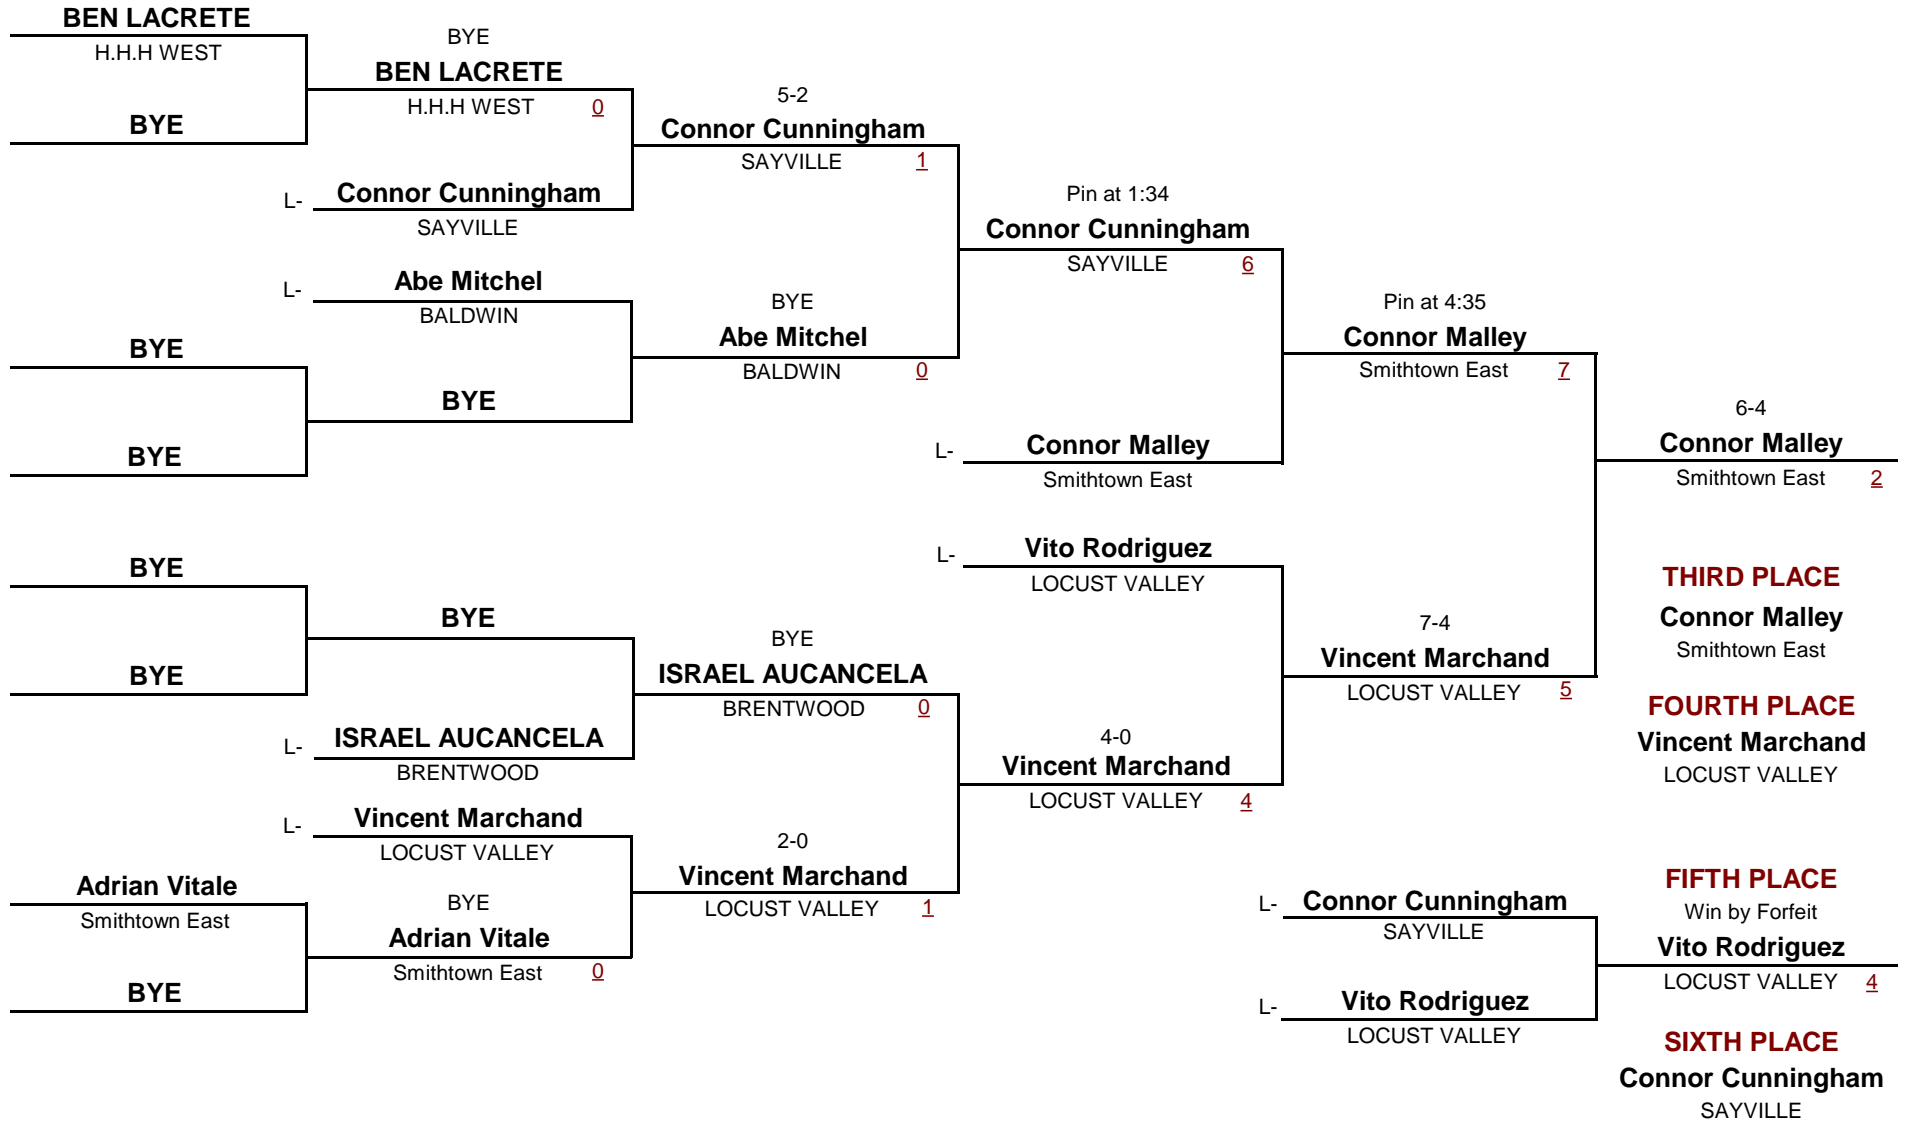 BEN LACRETE
H.H.H WEST
BYE
BYE
BYE
BYE
BYE
Adrian Vitale
Smithtown East
BYE
BYE
BEN LACRETE
H.H.H WEST 0
L- Connor Cunningham
SAYVILLE
L- Abe Mitchel
BALDWIN
BYE
BYE
L- ISRAEL AUCANCELA
BRENTWOOD
L- Vincent Marchand
LOCUST VALLEY
BYE
Adrian Vitale
Smithtown East 0
5-2
Connor Cunningham
SAYVILLE 1
BYE
Abe Mitchel
BALDWIN 0
BYE
ISRAEL AUCANCELA
BRENTWOOD 0
2-0
Vincent Marchand
LOCUST VALLEY 1
Pin at 1:34
Connor Cunningham
SAYVILLE 6
L- Connor Malley
Smithtown East
L- Vito Rodriguez
LOCUST VALLEY
4-0
Vincent Marchand
LOCUST VALLEY 4
Pin at 4:35
Connor Malley
Smithtown East 7
7-4
Vincent Marchand
LOCUST VALLEY 5
L- Connor Cunningham
SAYVILLE
L- Vito Rodriguez
LOCUST VALLEY
6-4
Connor Malley
Smithtown East 2
THIRD PLACE
Connor Malley
Smithtown East
FOURTH PLACE
Vincent Marchand
LOCUST VALLEY
FIFTH PLACE
Win by Forfeit
Vito Rodriguez
LOCUST VALLEY 4
SIXTH PLACE
Connor Cunningham
SAYVILLE